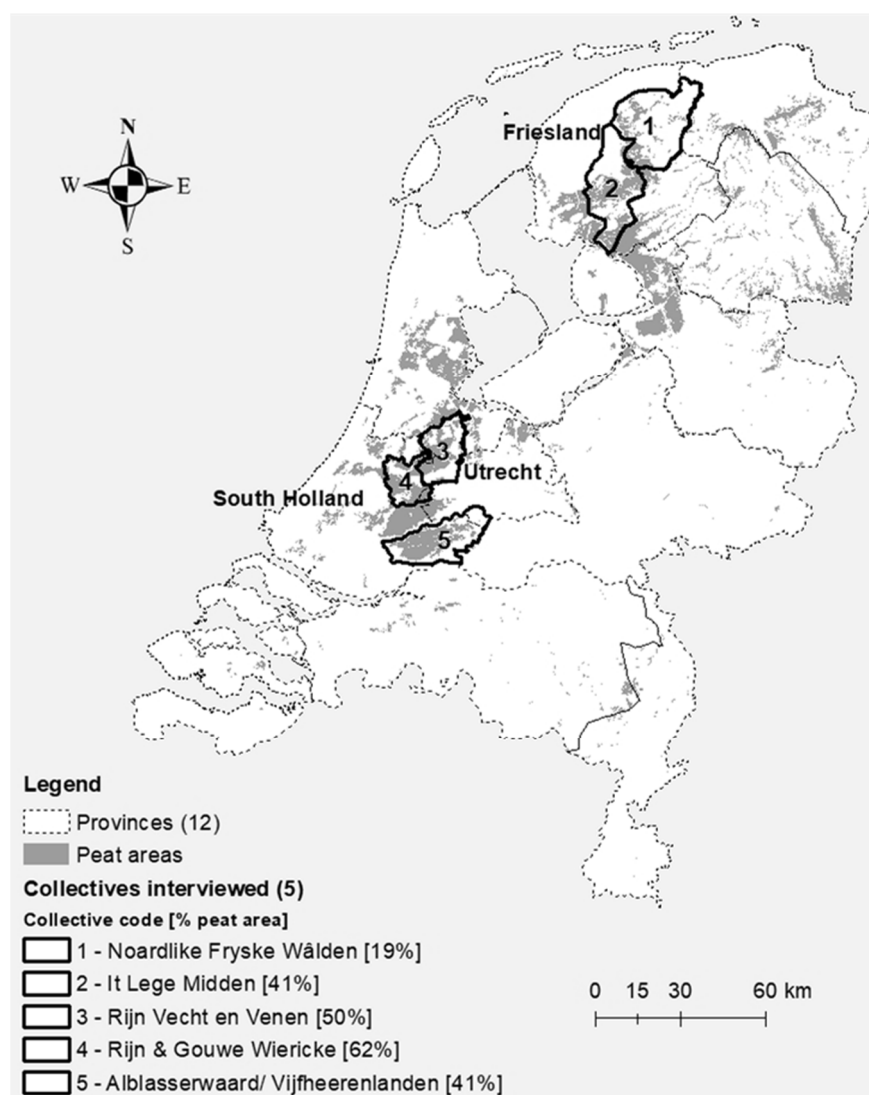 N
W E
S
Friesland
1
2
3
Utrecht
4
South Holland
5
Legend
Provinces (12)
Peat areas
Collectives interviewed (5)
Collective code [% peat area]
1 - Noardlike Fryske Wâlden [19%]
2 - It Lege Midden [41%]
3 - Rijn Vecht en Venen [50%]
4 - Rijn & Gouwe Wiericke [62%]
5 - Alblasserwaard/ Vijfheerenlanden [41%]
0 15 30 60 km